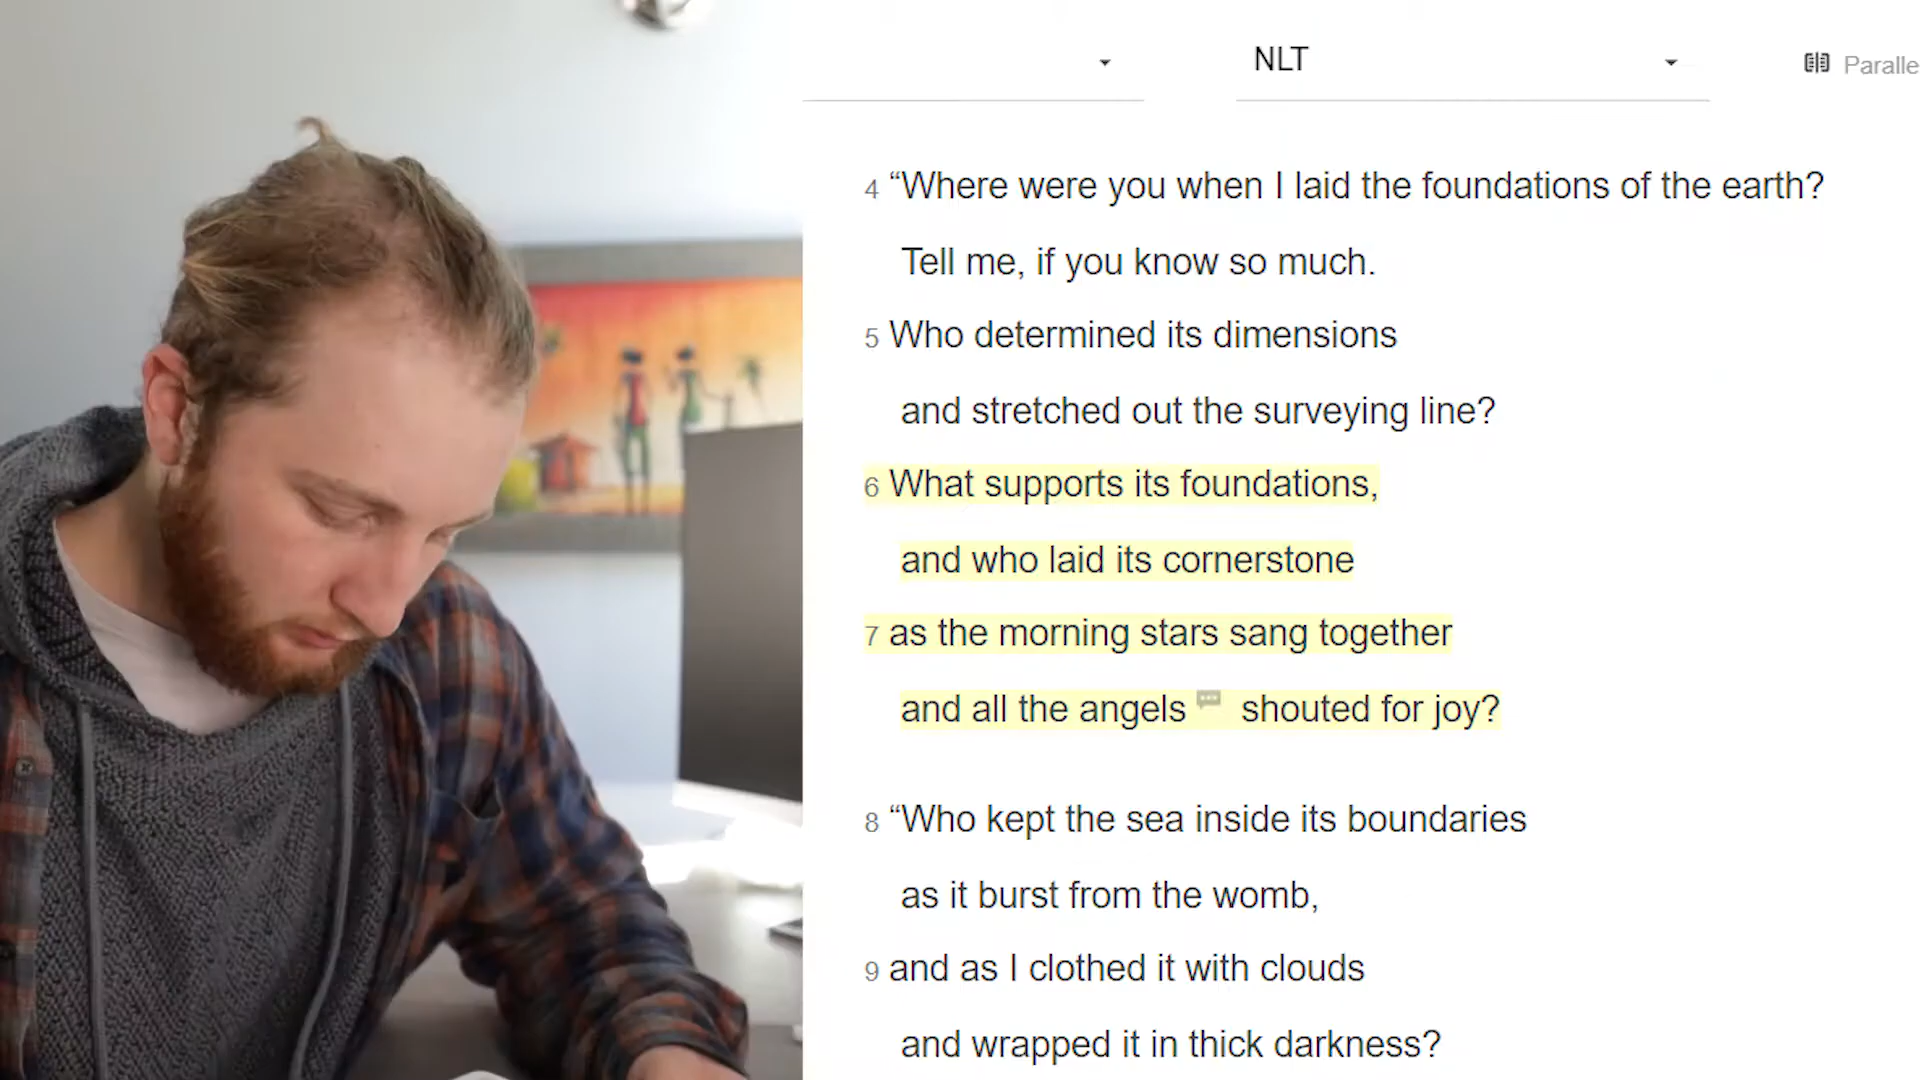 NLT
Paralle
4 “Where were you when I laid the foundations of the earth?
Tell me, if you know so much.
5 Who determined its dimensions
and stretched out the surveying line?
6 What supports its foundations,
and who laid its cornerstone
7 as the morning stars sang together
and all the angels shouted for joy?
8 “Who kept the sea inside its boundaries
as it burst from the womb,
9 and as I clothed it with clouds
and wrapped it in thick darkness?